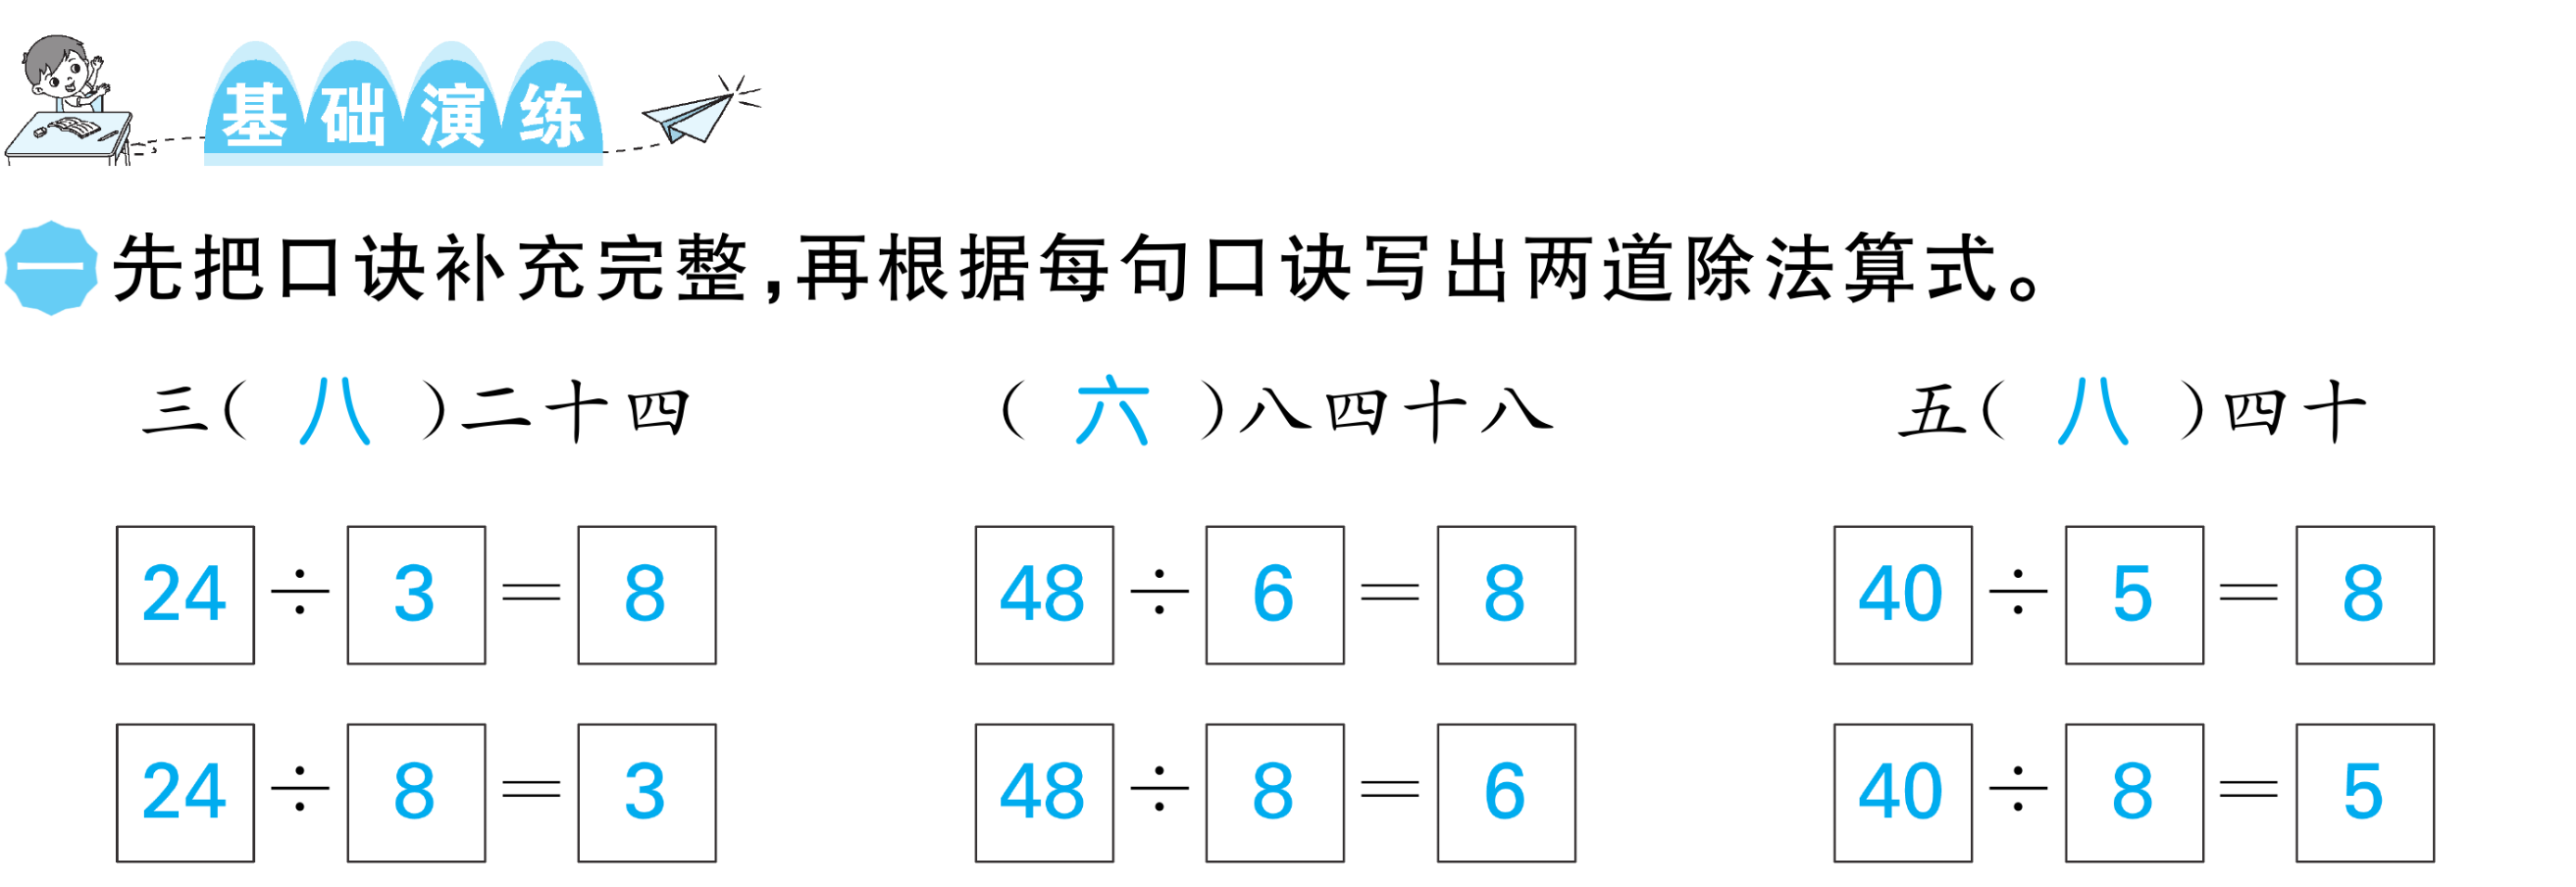 基础演练
一 先把口诀补充完整,再根据每句口诀写出两道除法算式。
三( 八 )二十四 ( 六 )八四十八 五( 八 )四十
24 ÷ 3 = 8 48 ÷ 6 = 8 40 ÷ 5 = 8
24 ÷ 8 = 3 48 ÷ 8 = 6 40 ÷ 8 = 5